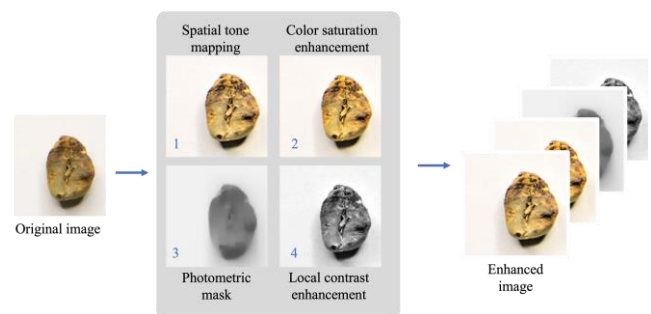 Spatial tone
mapping
Color saturation
enhancement
1
2
Original image
3
4
Photometric
mask
Local contrast
enhancement
Enhanced
image